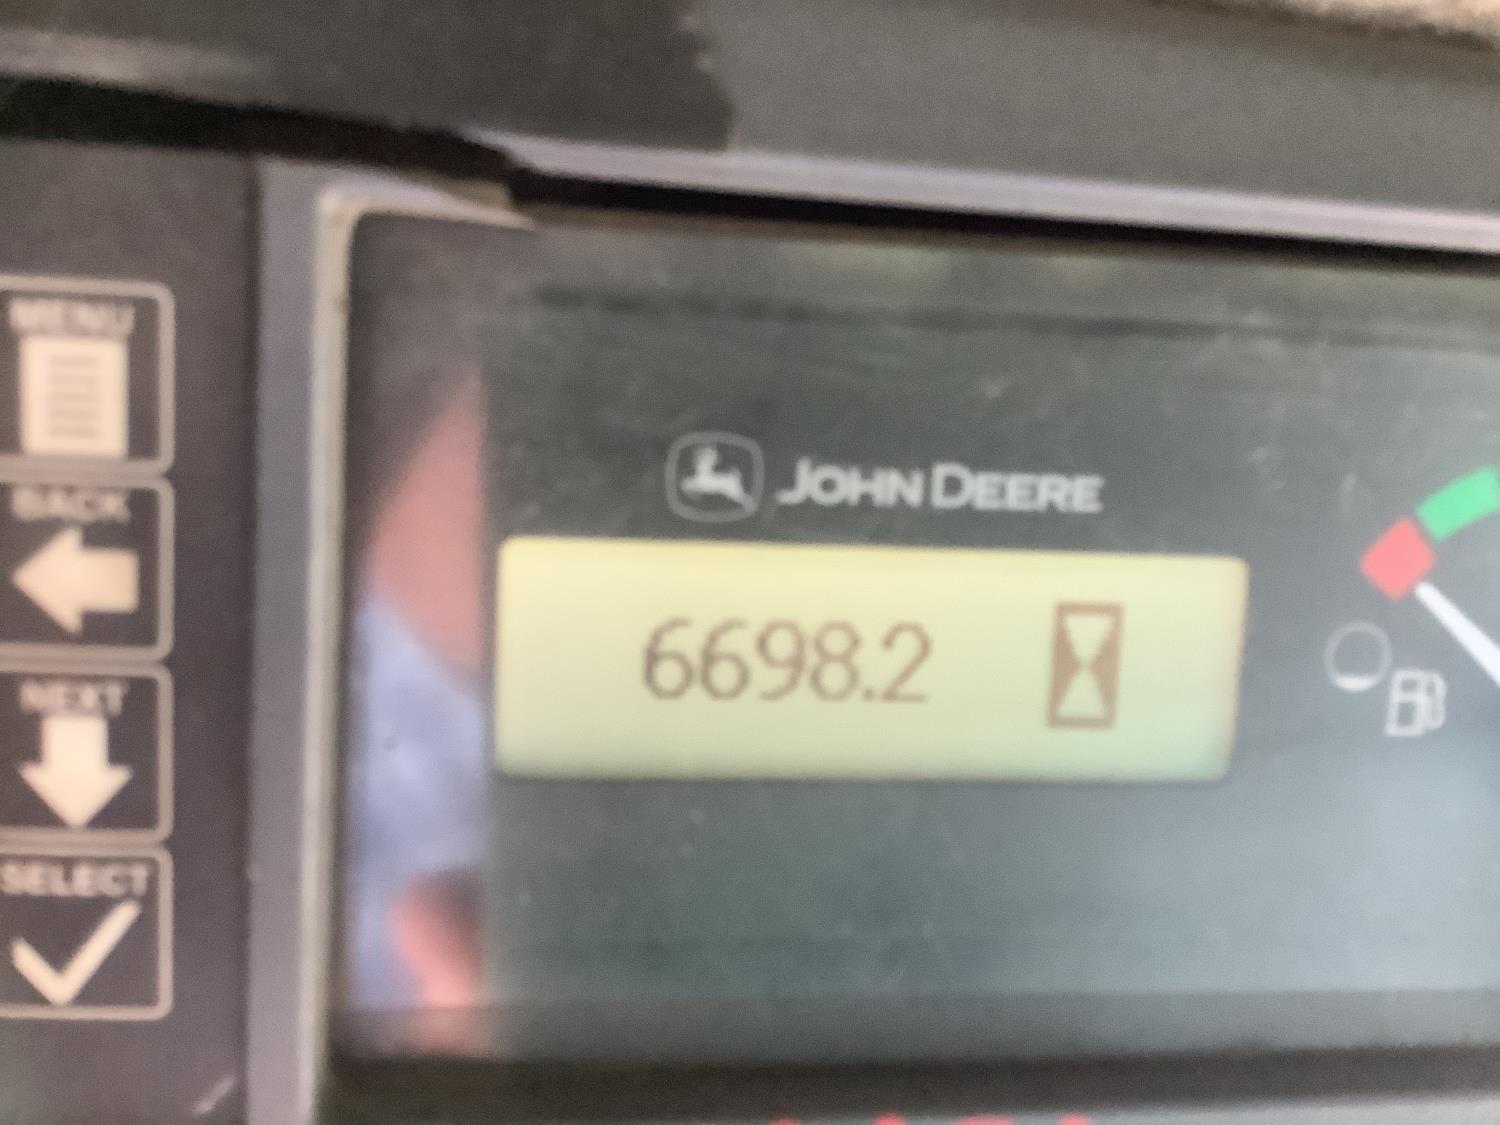 MENU
BACK
NEXT
SELECT
JOHN DEERE
6698.2